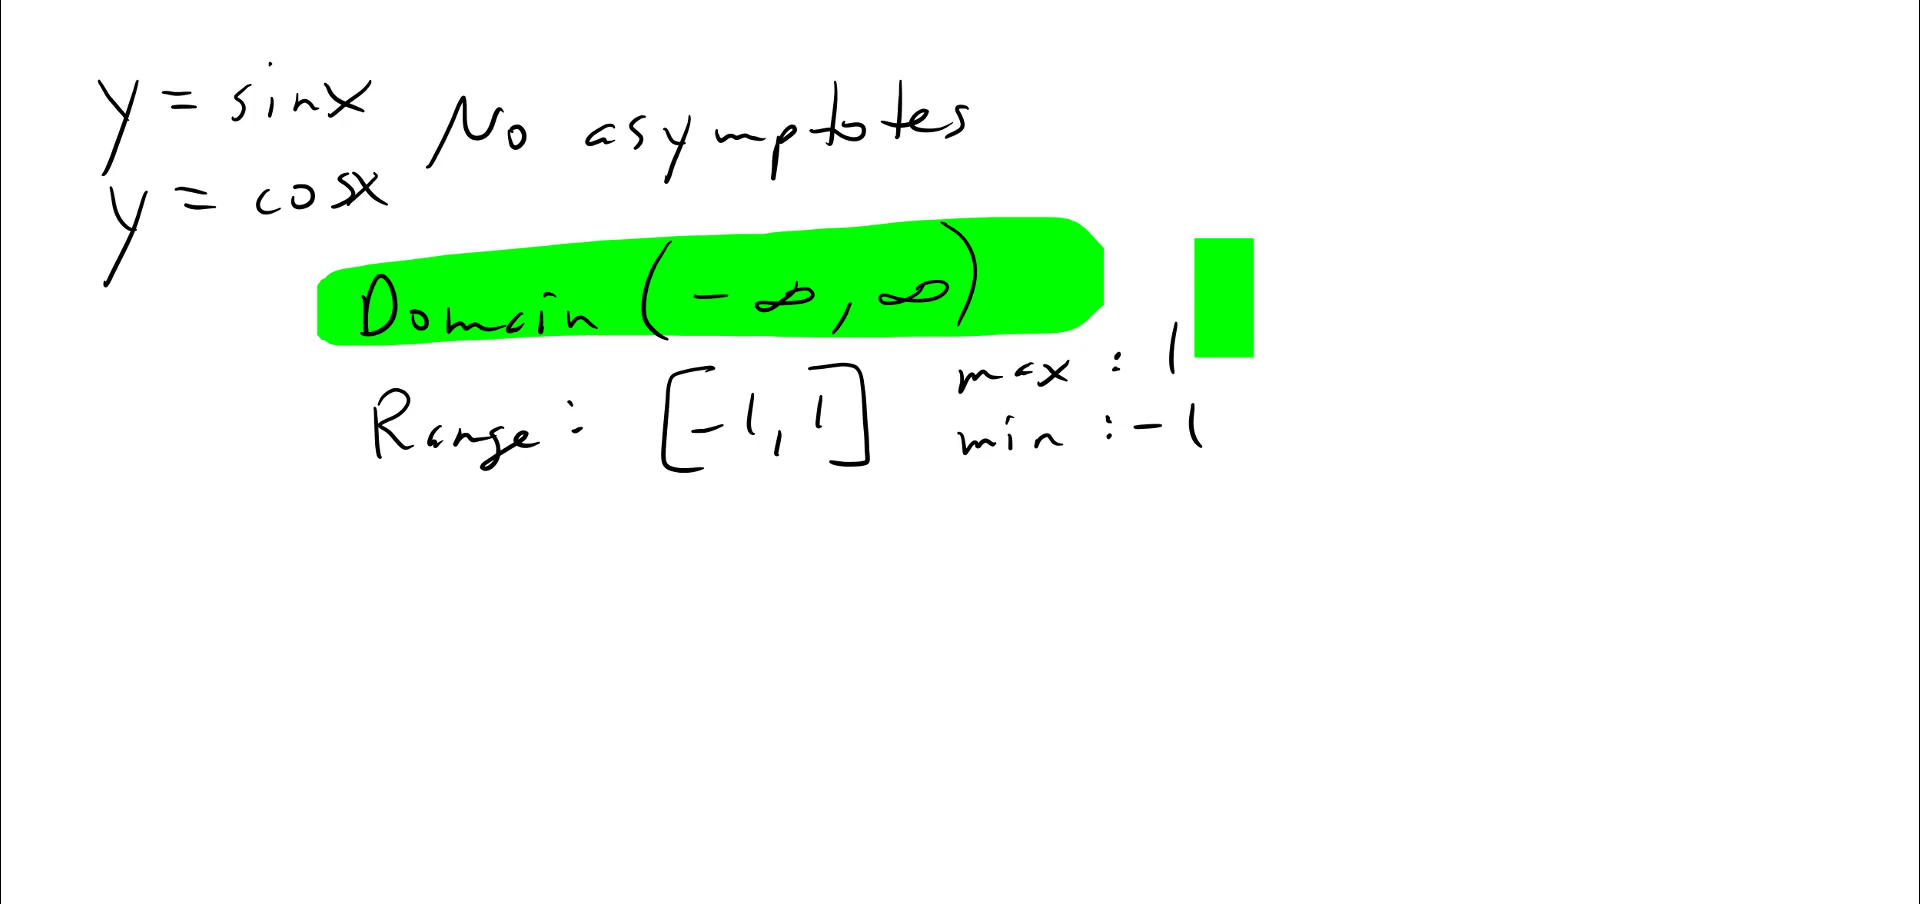 y = sinx No asymptotes
y = cosx
Domain (-∞, ∞)
Range: [-1, 1] max : 1
min : -1